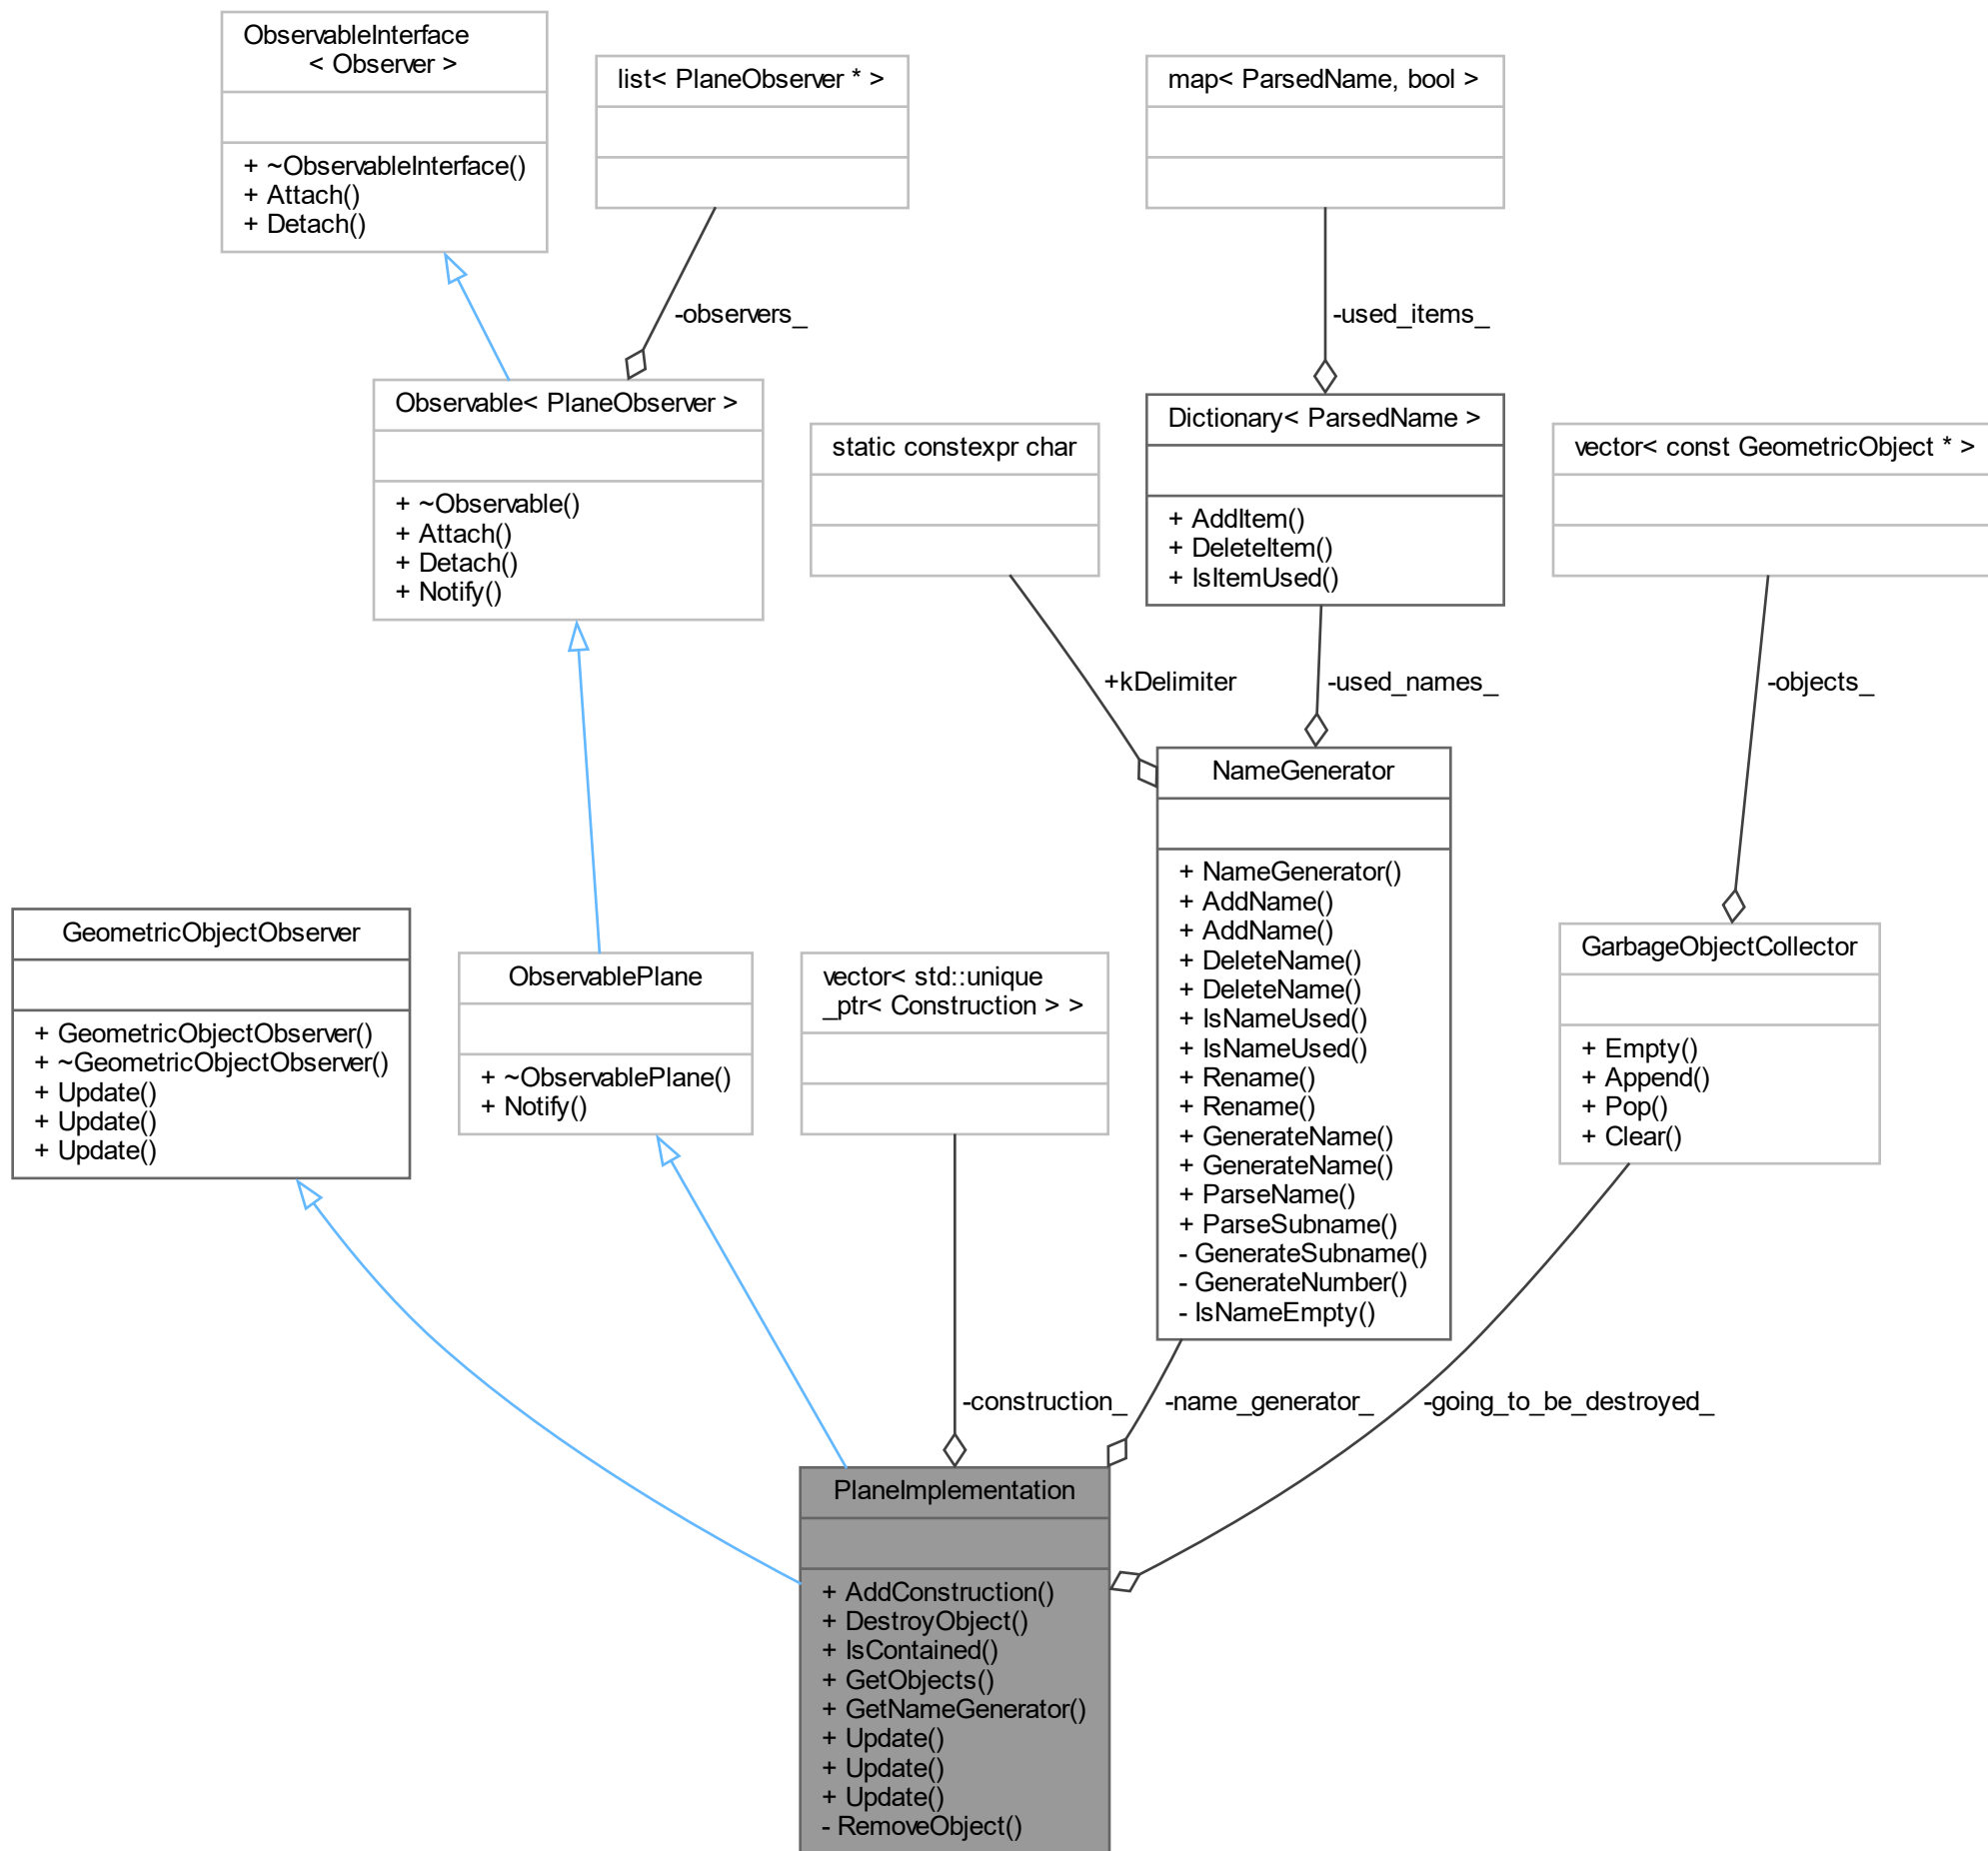 ObservableInterface
< Observer >
+ ~ObservableInterface()
+ Attach()
+ Detach()
list< PlaneObserver * >
map< ParsedName, bool >
-observers_
-used_items_
Observable< PlaneObserver >
+ ~Observable()
+ Attach()
+ Detach()
+ Notify()
static constexpr char
Dictionary< ParsedName >
+ AddItem()
+ DeleteItem()
+ IsItemUsed()
vector< const GeometricObject * >
+kDelimiter
-used_names_
-objects_
NameGenerator
+ NameGenerator()
+ AddName()
+ AddName()
+ DeleteName()
+ DeleteName()
+ IsNameUsed()
+ IsNameUsed()
+ Rename()
+ Rename()
+ GenerateName()
+ GenerateName()
+ ParseName()
+ ParseSubname()
- GenerateSubname()
- GenerateNumber()
- IsNameEmpty()
GeometricObjectObserver
+ GeometricObjectObserver()
+ ~GeometricObjectObserver()
+ Update()
+ Update()
+ Update()
ObservablePlane
+ ~ObservablePlane()
+ Notify()
vector< std::unique
_ptr< Construction > >
GarbageObjectCollector
+ Empty()
+ Append()
+ Pop()
+ Clear()
-construction_
-name_generator_
-going_to_be_destroyed_
PlaneImplementation
+ AddConstruction()
+ DestroyObject()
+ IsContained()
+ GetObjects()
+ GetNameGenerator()
+ Update()
+ Update()
+ Update()
- RemoveObject()